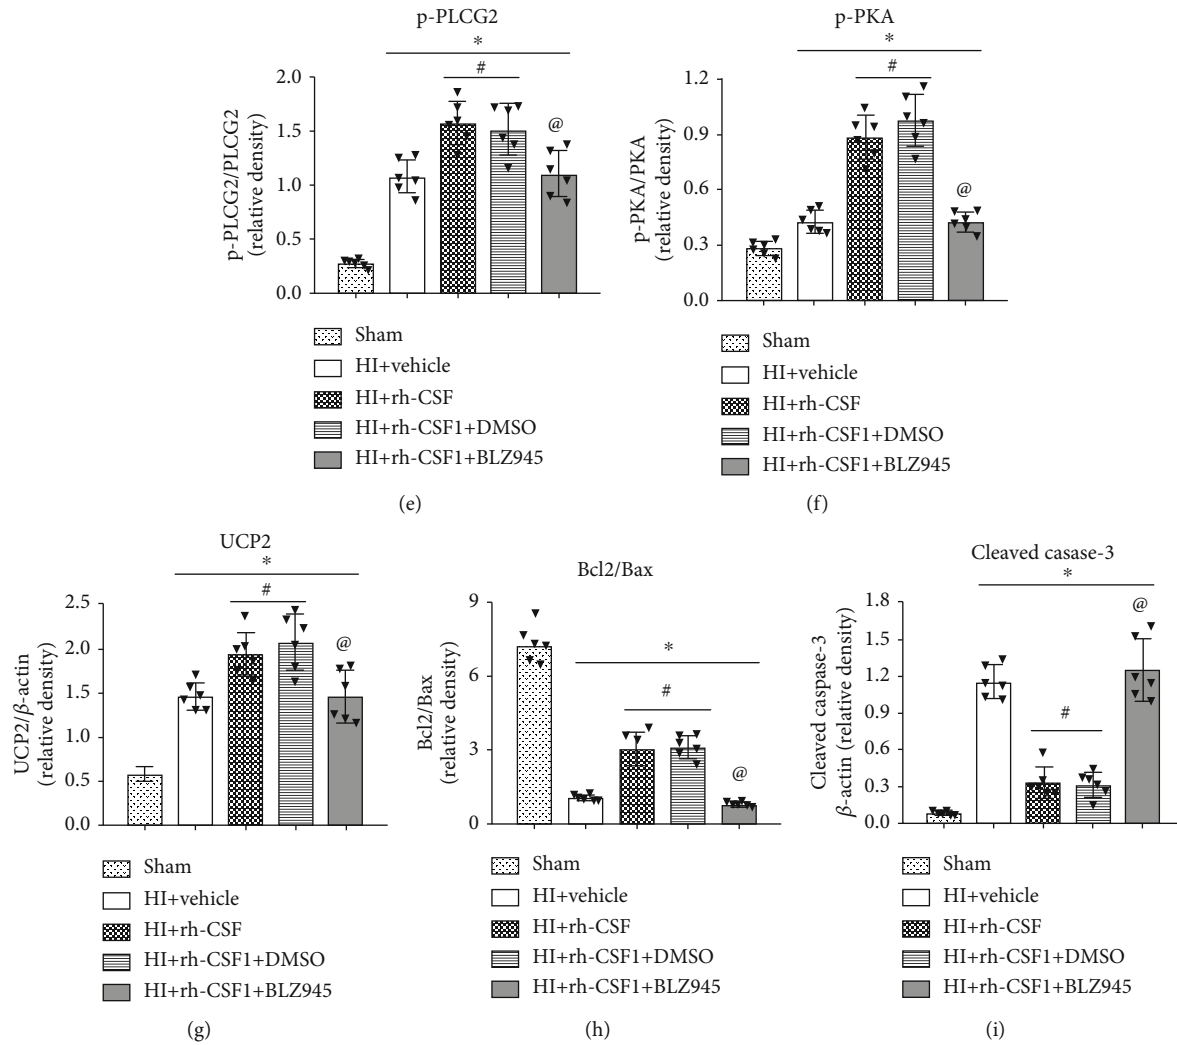 p-PLCG2
*
#
@
2.0
1.5
1.0
0.5
0.0
p-PLCG2/PLCG2
(relative density)
Sham
HI+vehicle
HI+rh-CSF
HI+rh-CSF1+DMSO
HI+rh-CSF1+BLZ945
(e)
p-PKA
*
#
@
1.2
0.9
0.6
0.3
0.0
p-PKA/PKA
(relative density)
Sham
HI+vehicle
HI+rh-CSF
HI+rh-CSF1+DMSO
HI+rh-CSF1+BLZ945
(f)
UCP2
*
#
@
2.5
2.0
1.5
1.0
0.5
0.0
UCP2/β-actin
(relative density)
Sham
HI+vehicle
HI+rh-CSF
HI+rh-CSF1+DMSO
HI+rh-CSF1+BLZ945
(g)
Bcl2/Bax
*
#
@
9
6
3
0
Bcl2/Bax
(relative density)
Sham
HI+vehicle
HI+rh-CSF
HI+rh-CSF1+DMSO
HI+rh-CSF1+BLZ945
(h)
Cleaved casase-3
*
@
#
1.8
1.5
1.2
0.9
0.6
0.3
0.0
Cleaved caspase-3
β-actin (relative density)
Sham
HI+vehicle
HI+rh-CSF
HI+rh-CSF1+DMSO
HI+rh-CSF1+BLZ945
(i)